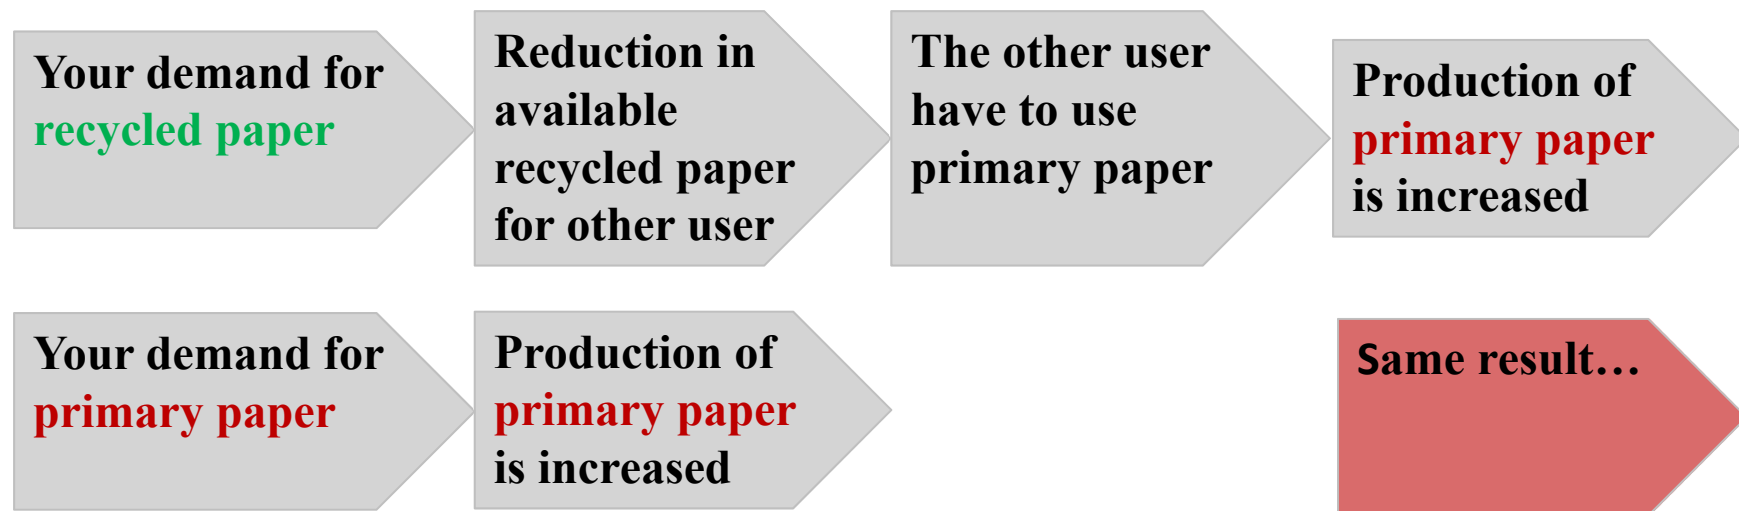 Your demand for
recycled paper
Reduction in
available
recycled paper
for other user
The other user
have to use
primary paper
Production of
primary paper
is increased
Your demand for
primary paper
Production of
primary paper
is increased
Same result…